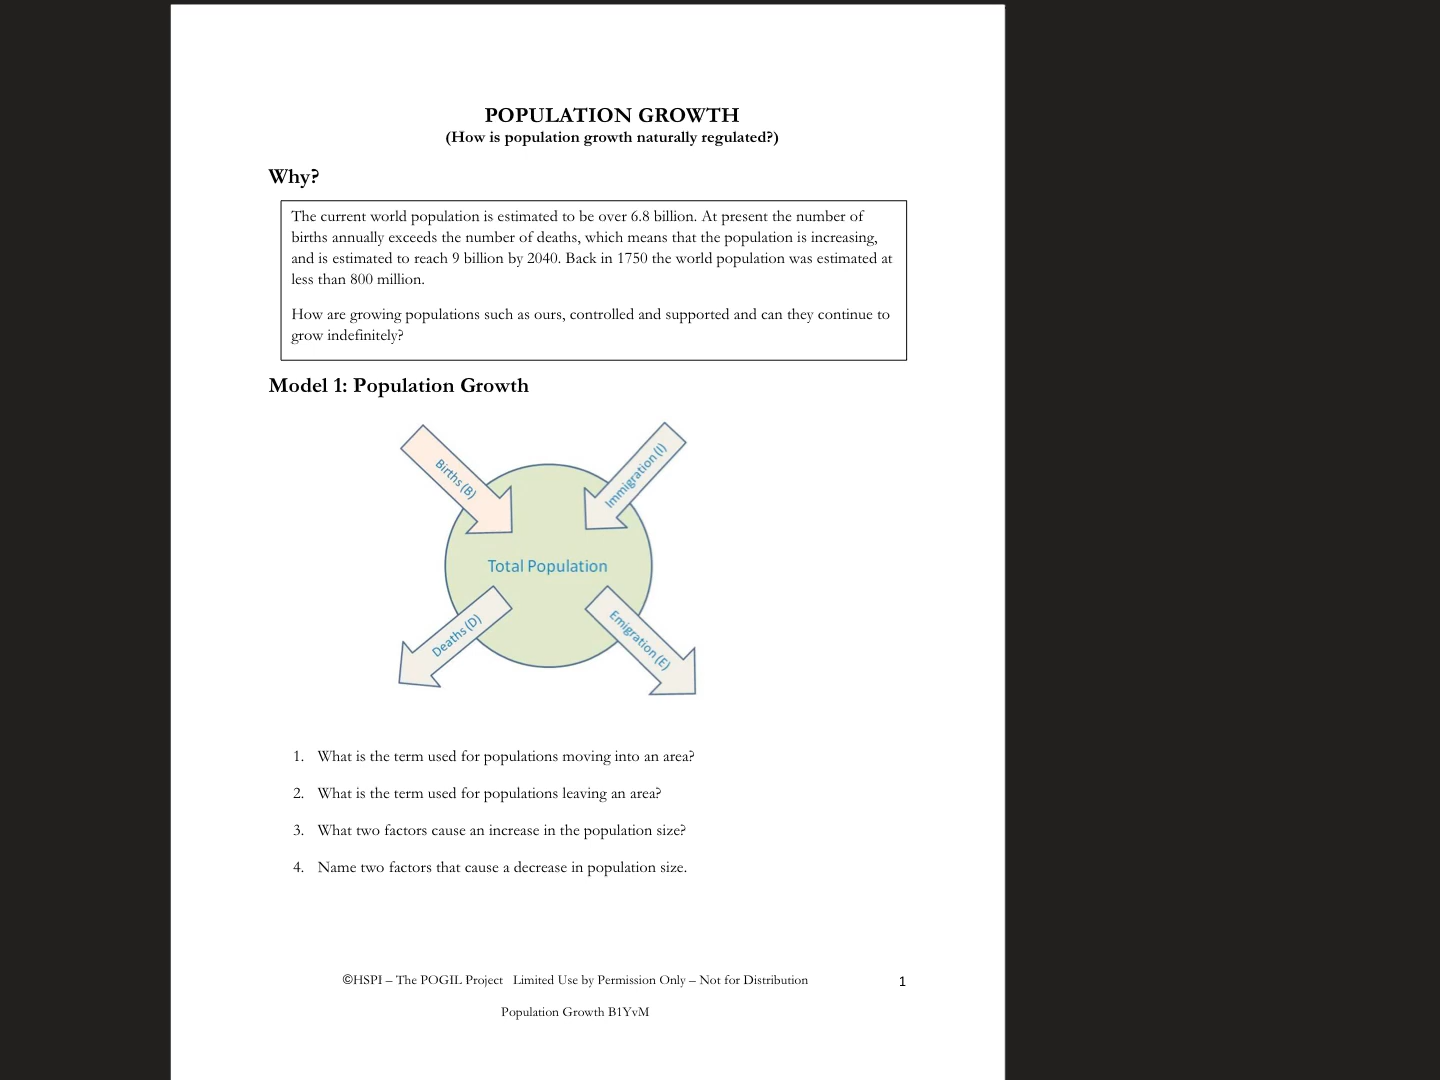 POPULATION GROWTH
(How is population growth naturally regulated?)
Why?
The current world population is estimated to be over 6.8 billion. At present the number of
births annually exceeds the number of deaths, which means that the population is increasing,
and is estimated to reach 9 billion by 2040. Back in 1750 the world population was estimated at
less than 800 million.
How are growing populations such as ours, controlled and supported and can they continue to
grow indefinitely?
Model 1: Population Growth
Births (B)
Immigration (I)
Total Population
Deaths (D)
Emigration (E)
1. What is the term used for populations moving into an area?
2. What is the term used for populations leaving an area?
3. What two factors cause an increase in the population size?
4. Name two factors that cause a decrease in population size.
©HSPI – The POGIL Project Limited Use by Permission Only – Not for Distribution 1
Population Growth B1YvM